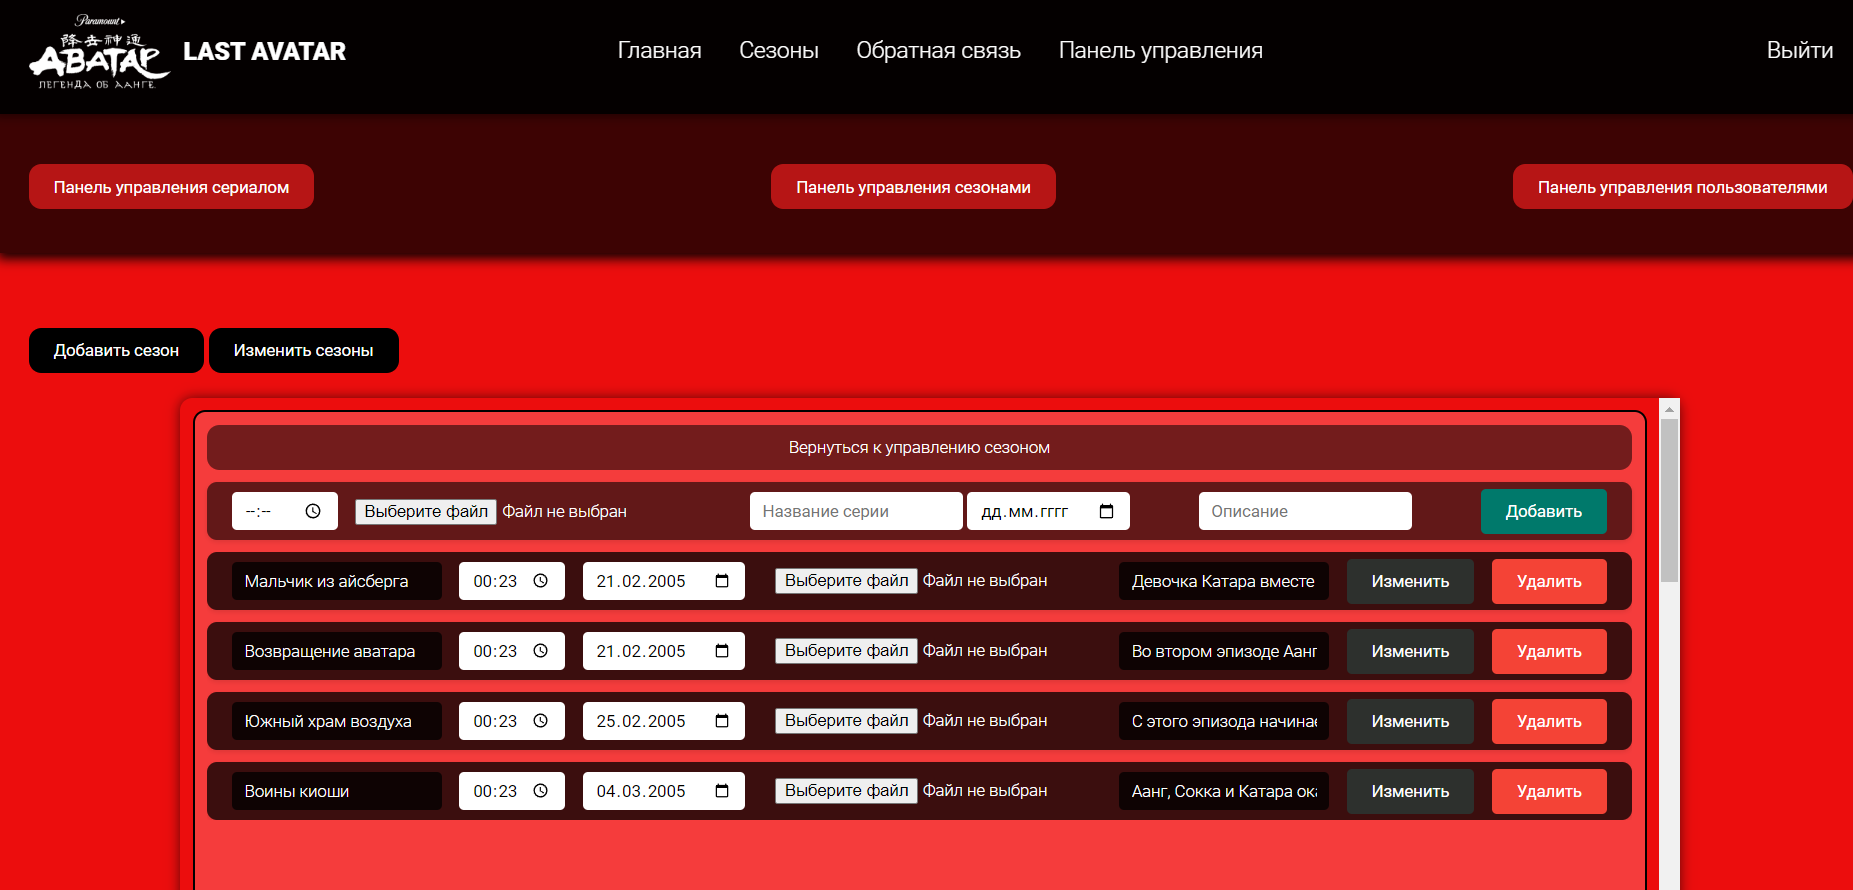 Paramount
降去神通
АВАТАР
ЛЕГЕНДА ОБ ААНГЕ
LAST AVATAR
Главная Сезоны Обратная связь Панель управления Выйти
Панель управления сериалом Панель управления сезонами Панель управления пользователями
Добавить сезон Изменить сезоны
Вернуться к управлению сезоном
--:-- Выберите файл Файл не выбран Название серии дд.мм.гггг Описание Добавить
Мальчик из айсберга 00:23 21.02.2005 Выберите файл Файл не выбран Девочка Катара вместе Изменить Удалить
Возвращение аватара 00:23 21.02.2005 Выберите файл Файл не выбран Во втором эпизоде Аанг Изменить Удалить
Южный храм воздуха 00:23 25.02.2005 Выберите файл Файл не выбран С этого эпизода начинае Изменить Удалить
Воины киоши 00:23 04.03.2005 Выберите файл Файл не выбран Аанг, Сокка и Катара ока Изменить Удалить